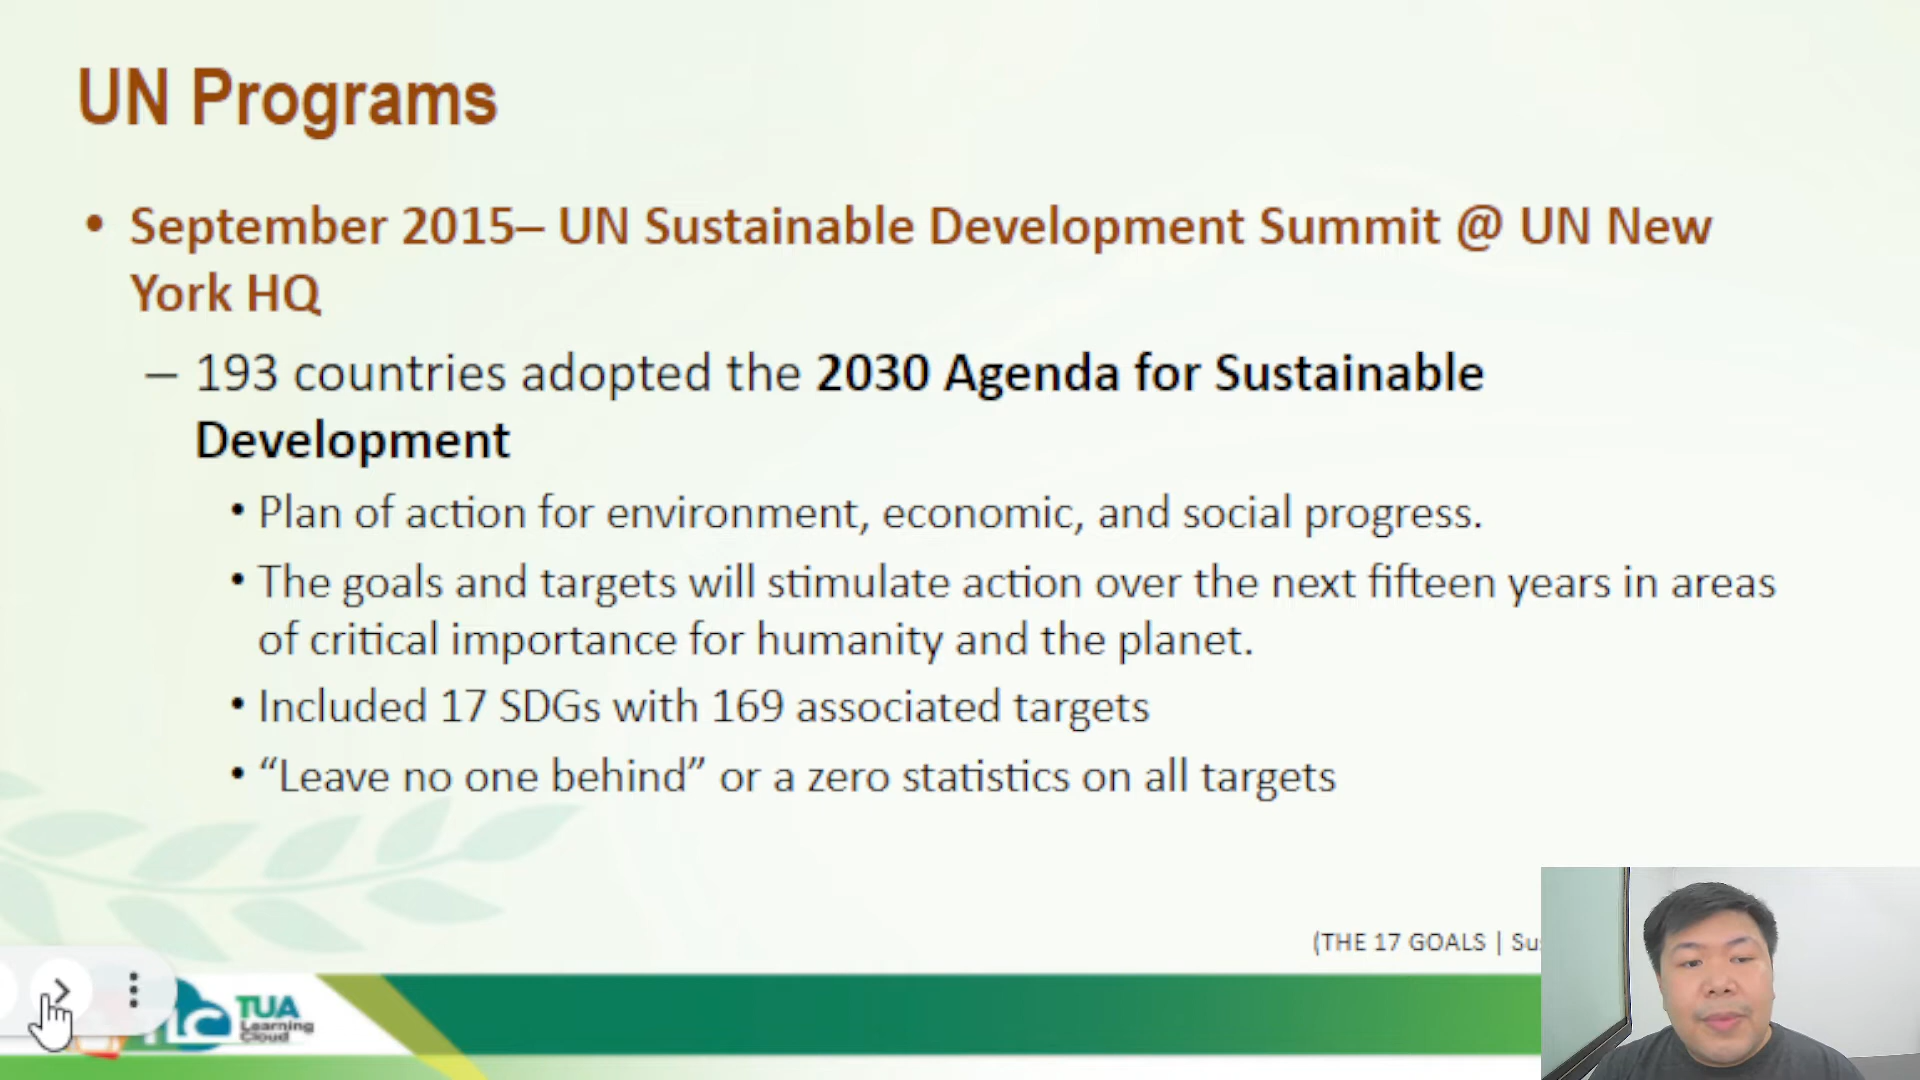 UN Programs
• September 2015– UN Sustainable Development Summit @ UN New
York HQ
– 193 countries adopted the 2030 Agenda for Sustainable
Development
• Plan of action for environment, economic, and social progress.
• The goals and targets will stimulate action over the next fifteen years in areas
of critical importance for humanity and the planet.
• Included 17 SDGs with 169 associated targets
• “Leave no one behind” or a zero statistics on all targets
(THE 17 GOALS |
TUA
Learning
Cloud